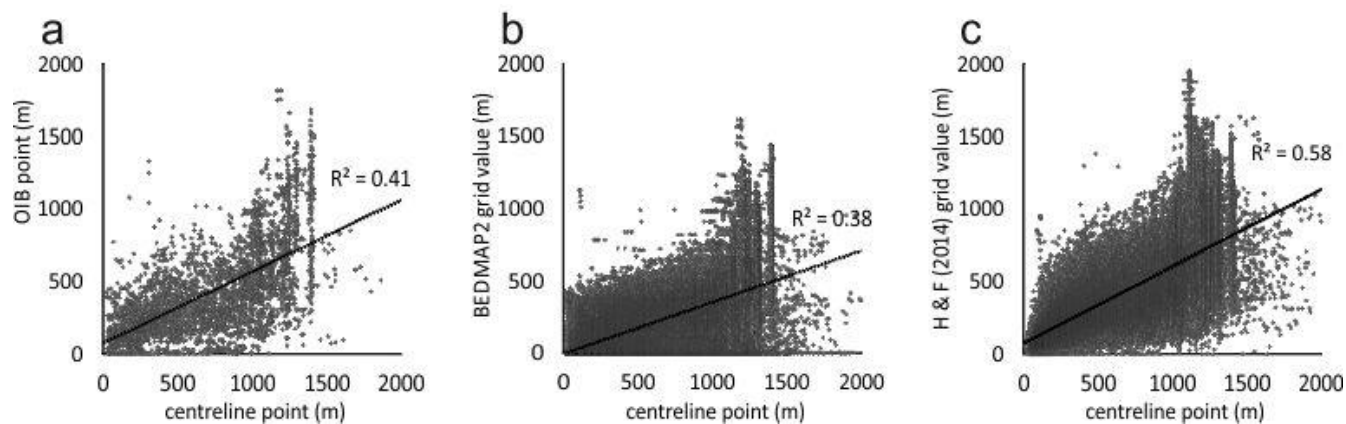 a
OIB point (m)
2000
1500
1000
500
0
R² = 0.41
0 500 1000 1500 2000
centreline point (m)
b
BEDMAP2 grid value (m)
2000
1500
1000
500
0
R² = 0.38
0 500 1000 1500 2000
centreline point (m)
c
H & F (2014) grid value (m)
2000
1500
1000
500
0
R² = 0.58
0 500 1000 1500 2000
centreline point (m)